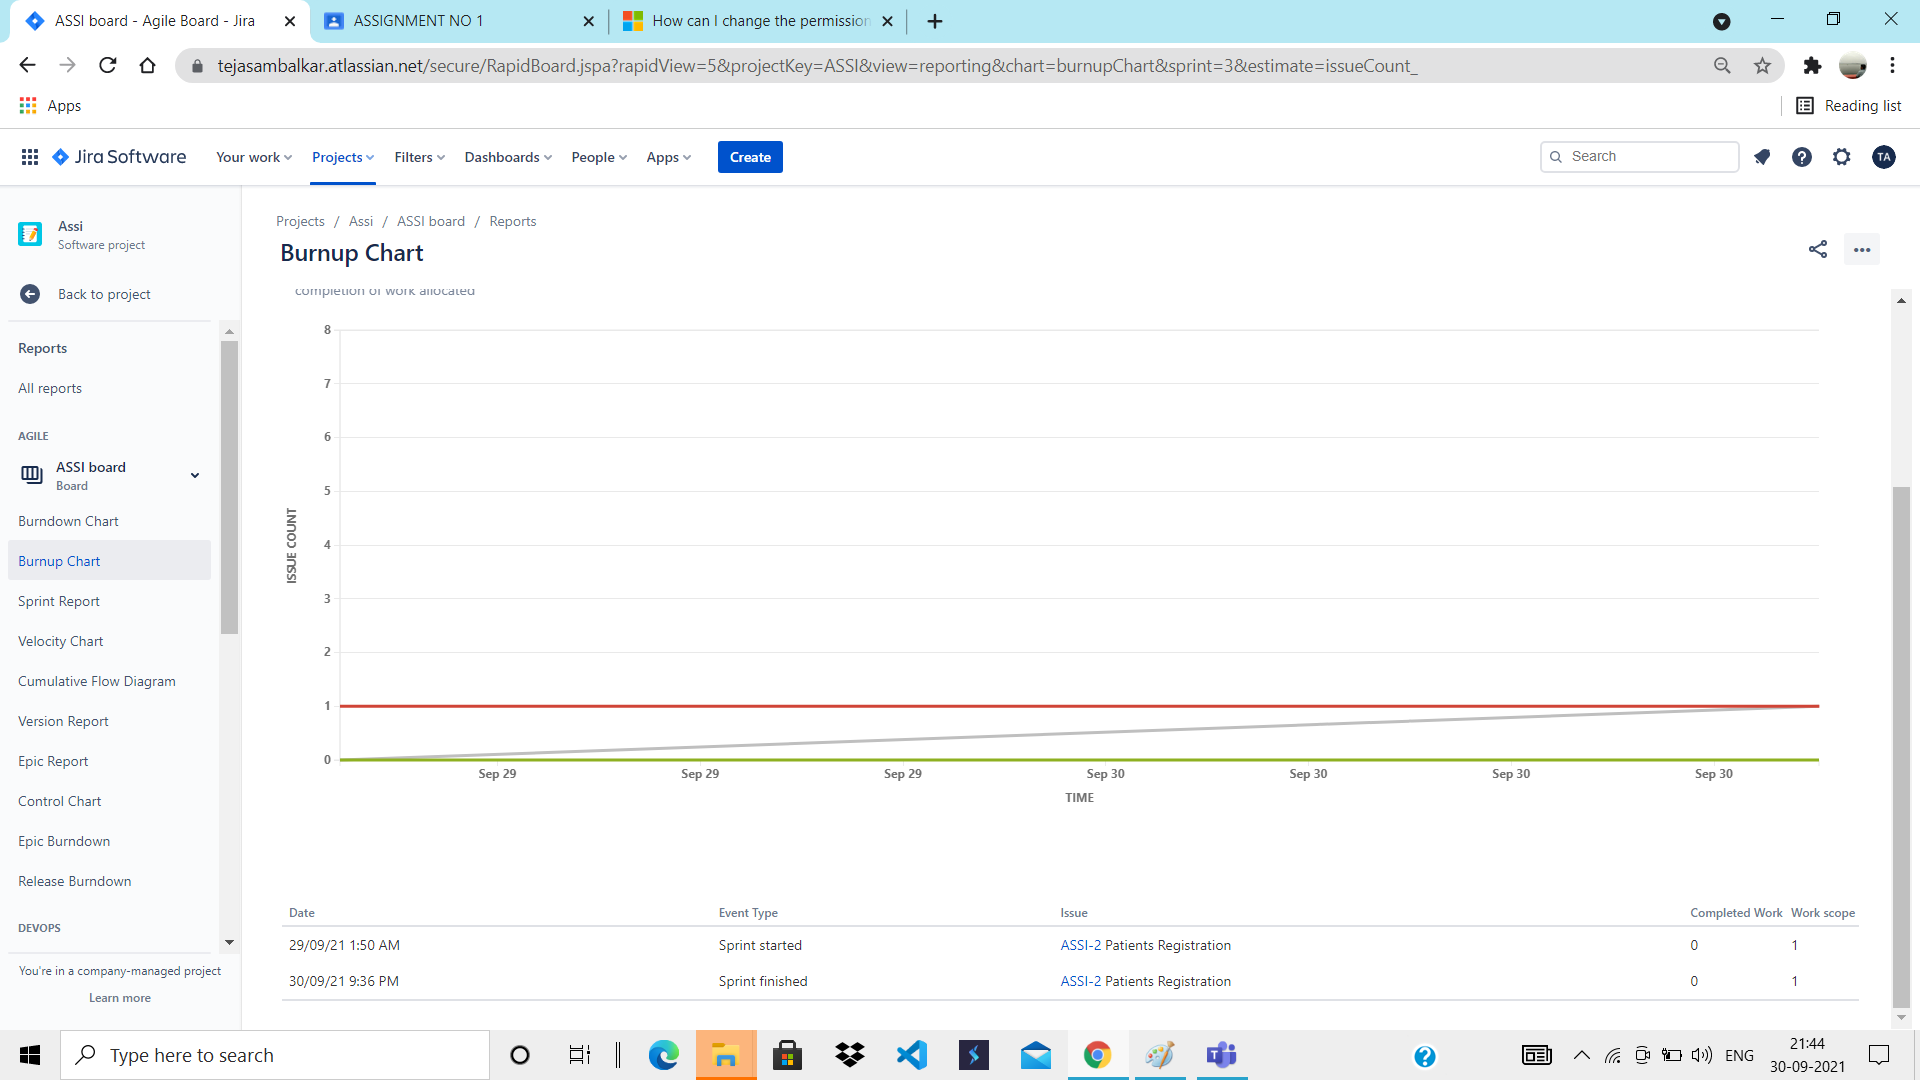 ASSI board - Agile Board - Jira
ASSIGNMENT NO 1
How can I change the permission
tejasambalkar.atlassian.net/secure/RapidBoard.jspa?rapidView=5&projectKey=ASSI&view=reporting&chart=burnupChart&sprint=3&estimate=issueCount_
Apps
Reading list
Jira Software
Your work
Projects
Filters
Dashboards
People
Apps
Create
Search
TA
Assi
Software project
Back to project
Reports
All reports
AGILE
ASSI board
Board
Burndown Chart
Burnup Chart
Sprint Report
Velocity Chart
Cumulative Flow Diagram
Version Report
Epic Report
Control Chart
Epic Burndown
Release Burndown
DEVOPS
You're in a company-managed project
Learn more
Projects / Assi / ASSI board / Reports
Burnup Chart
completion of work allocated
8
7
6
5
4
3
2
1
0
ISSUE COUNT
Sep 29 Sep 29 Sep 29 Sep 30 Sep 30 Sep 30 Sep 30
TIME
Date Event Type Issue Completed Work Work scope
29/09/21 1:50 AM Sprint started ASSI-2 Patients Registration 0 1
30/09/21 9:36 PM Sprint finished ASSI-2 Patients Registration 0 1
Type here to search
ENG
21:44
30-09-2021